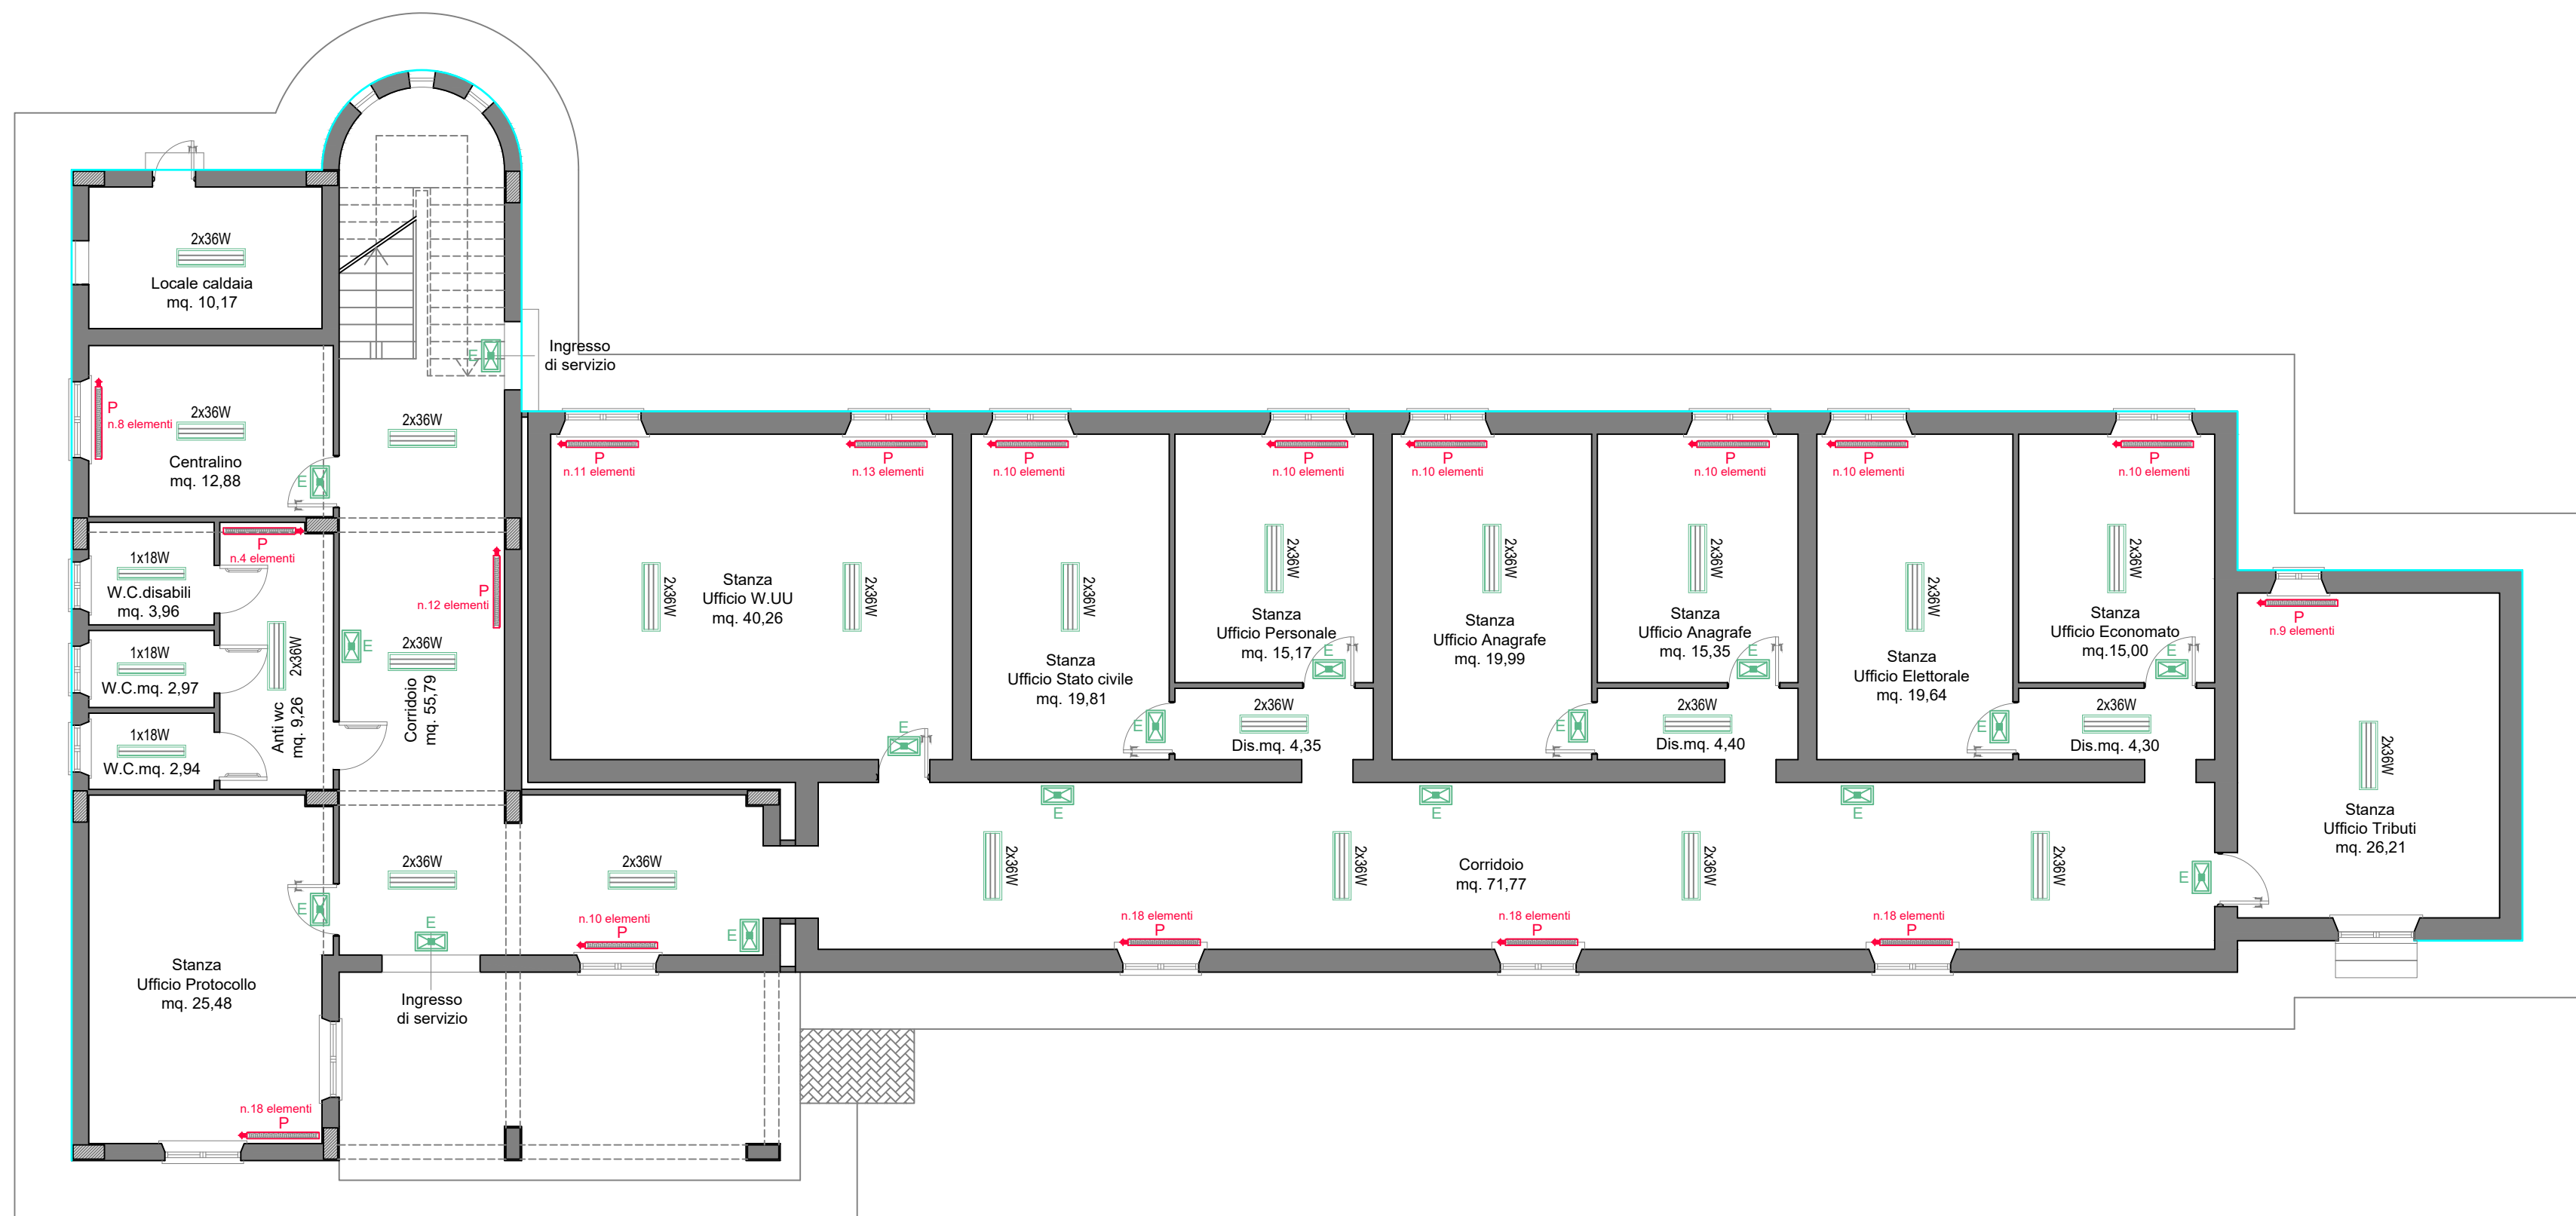 2x36W
Locale caldaia
mq. 10,17
Ingresso
di servizio
E
P
n.8 elementi
2x36W
Centralino
mq. 12,88
E
2x36W
P
n.4 elementi
1x18W
W.C.disabili
mq. 3,96
1x18W
W.C.mq. 2,97
1x18W
W.C.mq. 2,94
2x36W
Anti wc
mq. 9,26
E
P
n.12 elementi
2x36W
Corridoio
mq. 55,79
2x36W
2x36W
E
E
n.10 elementi
P
E
Ingresso
di servizio
Stanza
Ufficio Protocollo
mq. 25,48
n.18 elementi
P
P
n.11 elementi
P
n.13 elementi
2x36W
Stanza
Ufficio W.UU
mq. 40,26
2x36W
E
P
n.10 elementi
2x36W
Stanza
Ufficio Stato civile
mq. 19,81
E
P
n.10 elementi
2x36W
Stanza
Ufficio Personale
mq. 15,17
E
2x36W
Dis.mq. 4,35
P
n.10 elementi
2x36W
Stanza
Ufficio Anagrafe
mq. 19,99
E
P
n.10 elementi
2x36W
Stanza
Ufficio Anagrafe
mq. 15,35
E
2x36W
Dis.mq. 4,40
P
n.10 elementi
2x36W
Stanza
Ufficio Elettorale
mq. 19,64
E
P
n.10 elementi
2x36W
Stanza
Ufficio Economato
mq.15,00
E
2x36W
Dis.mq. 4,30
P
n.9 elementi
2x36W
Stanza
Ufficio Tributi
mq. 26,21
E
E
E
E
2x36W
2x36W
Corridoio
mq. 71,77
2x36W
2x36W
n.18 elementi
P
n.18 elementi
P
n.18 elementi
P